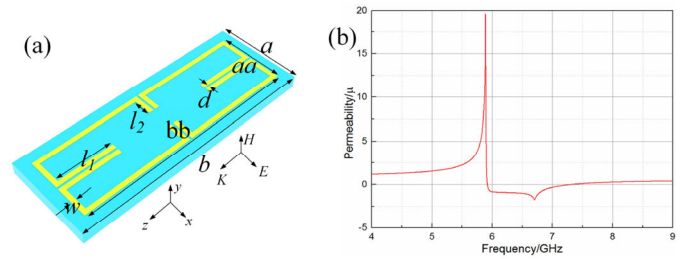 (a)
a
aa
d
l2
bb
l1
b
w
H
K
E
y
z
x
(b)
Permeability/μ
20
15
10
5
0
-5
4 5 6 7 8 9
Frequency/GHz